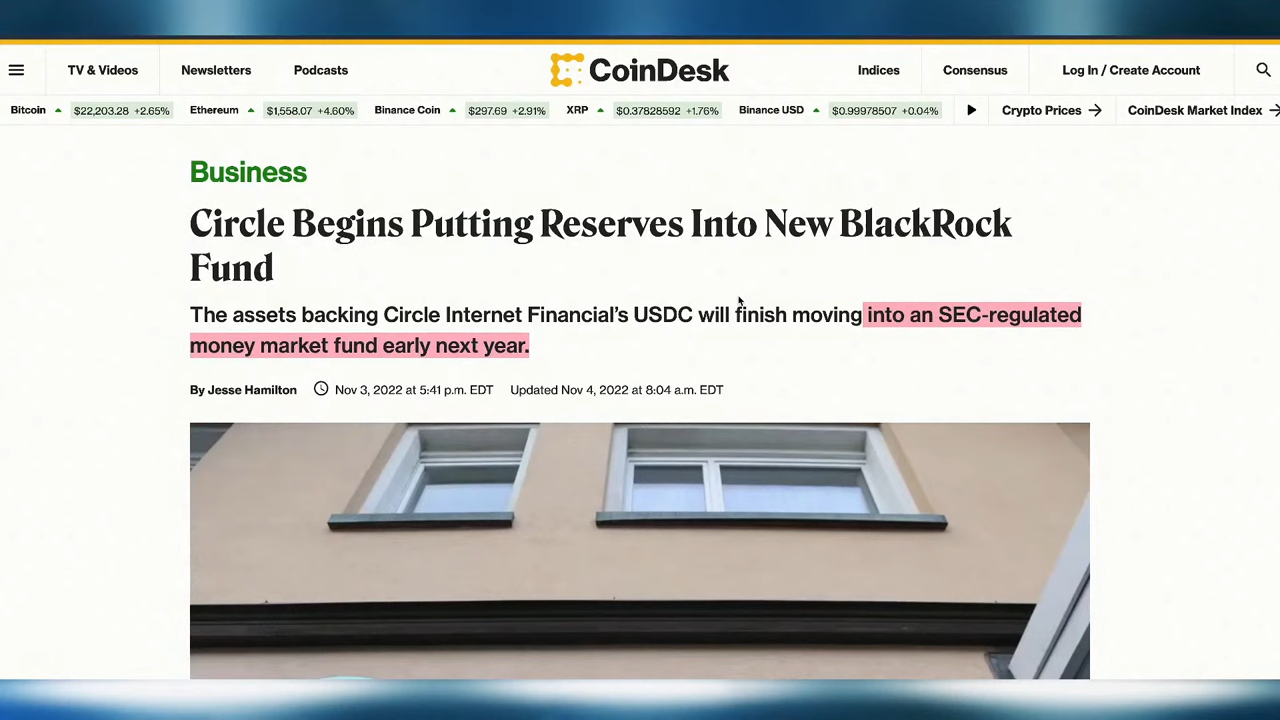 TV & Videos Newsletters Podcasts CoinDesk Indices Consensus Log In / Create Account
Bitcoin $22,203.28 +2.65% Ethereum $1,558.07 +4.60% Binance Coin $297.69 +2.91% XRP $0.37828592 +1.76% Binance USD $0.99978507 +0.04% Crypto Prices CoinDesk Market Index
Business
Circle Begins Putting Reserves Into New BlackRock
Fund
The assets backing Circle Internet Financial’s USDC will finish moving into an SEC-regulated
money market fund early next year.
By Jesse Hamilton Nov 3, 2022 at 5:41 p.m. EDT Updated Nov 4, 2022 at 8:04 a.m. EDT